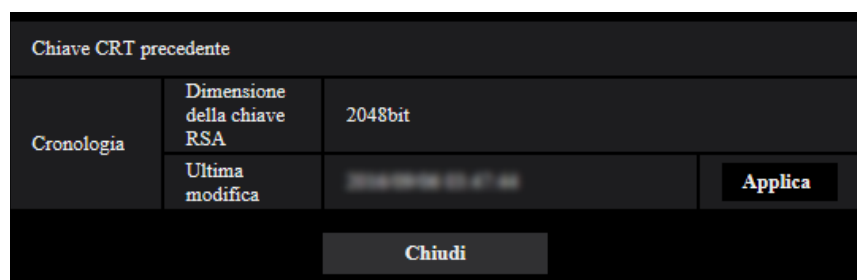 Chiave CRT precedente
Cronologia
Dimensione
della chiave
RSA
2048bit
Ultima
modifica
Applica
Chiudi